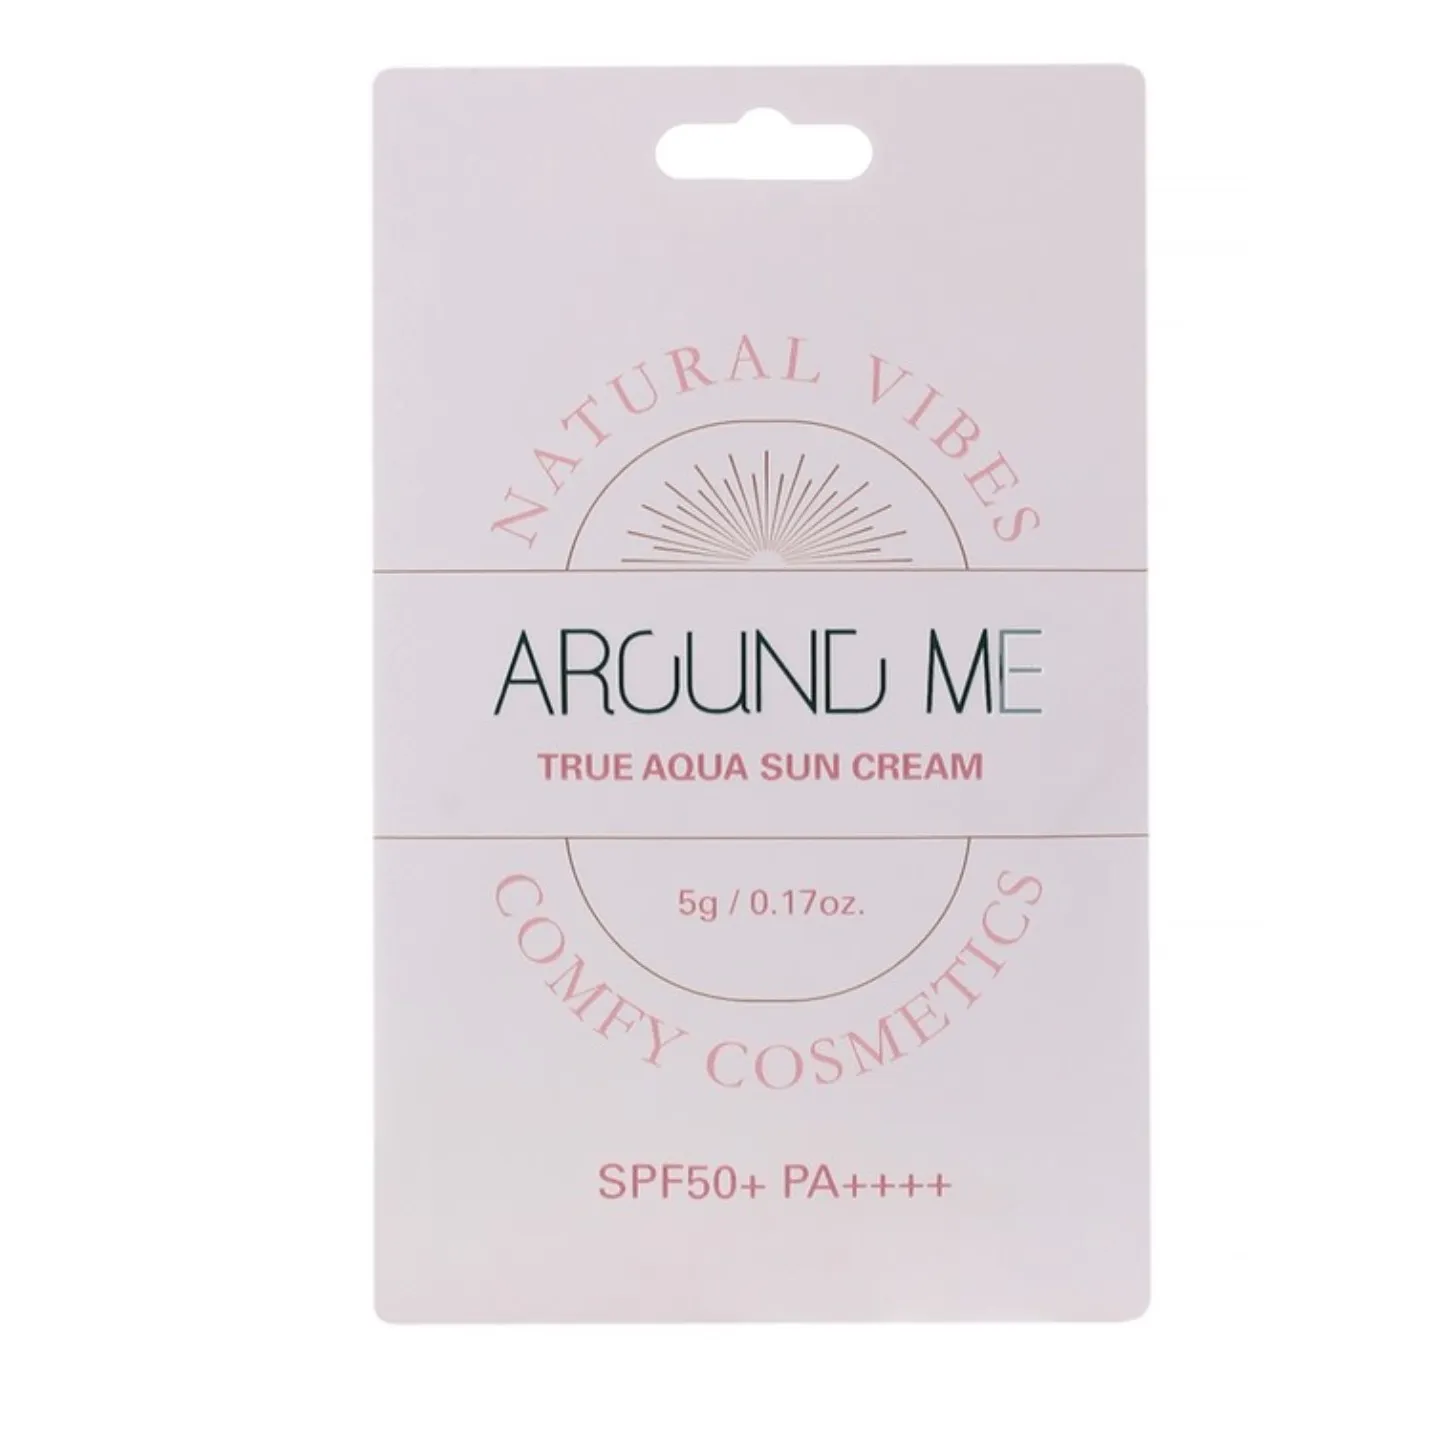 NATURAL VIBES
AROUND ME
TRUE AQUA SUN CREAM
5g / 0.17oz.
COMFY COSMETICS
SPF50+ PA++++